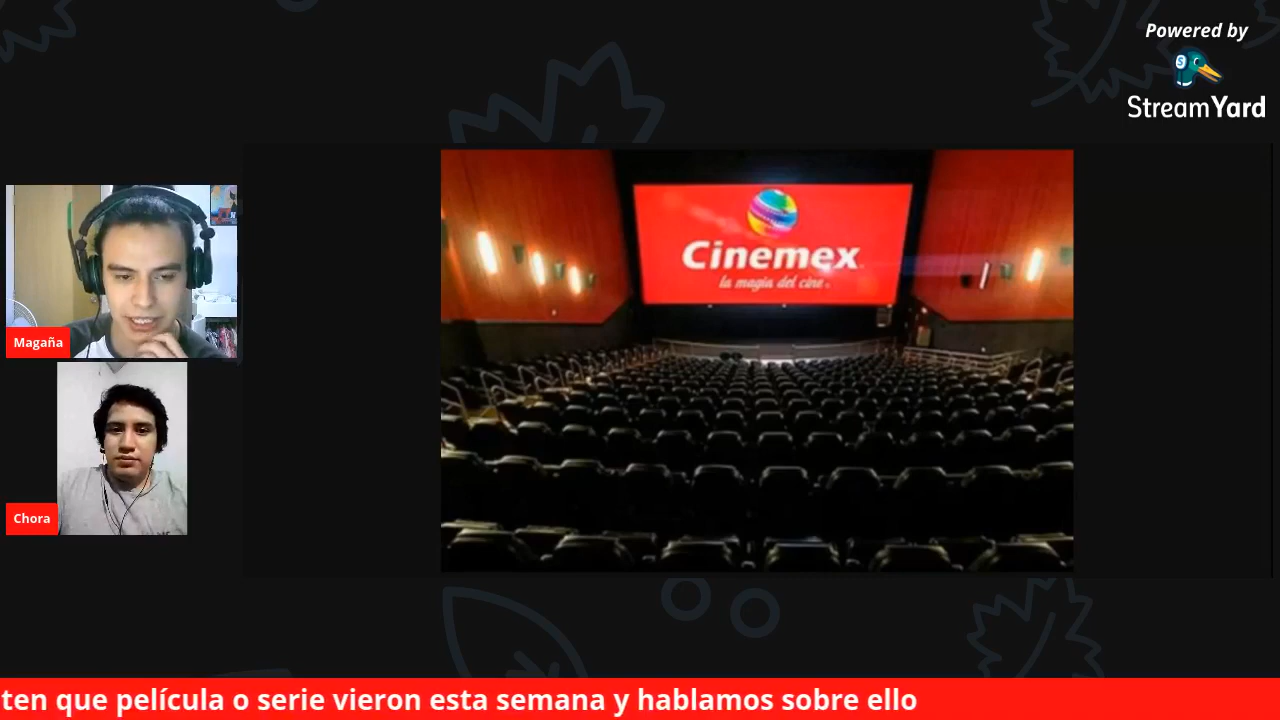 Powered by
StreamYard
Cinemex
la magia del cine
Magaña
Chora
ten que película o serie vieron esta semana y hablamos sobre ello